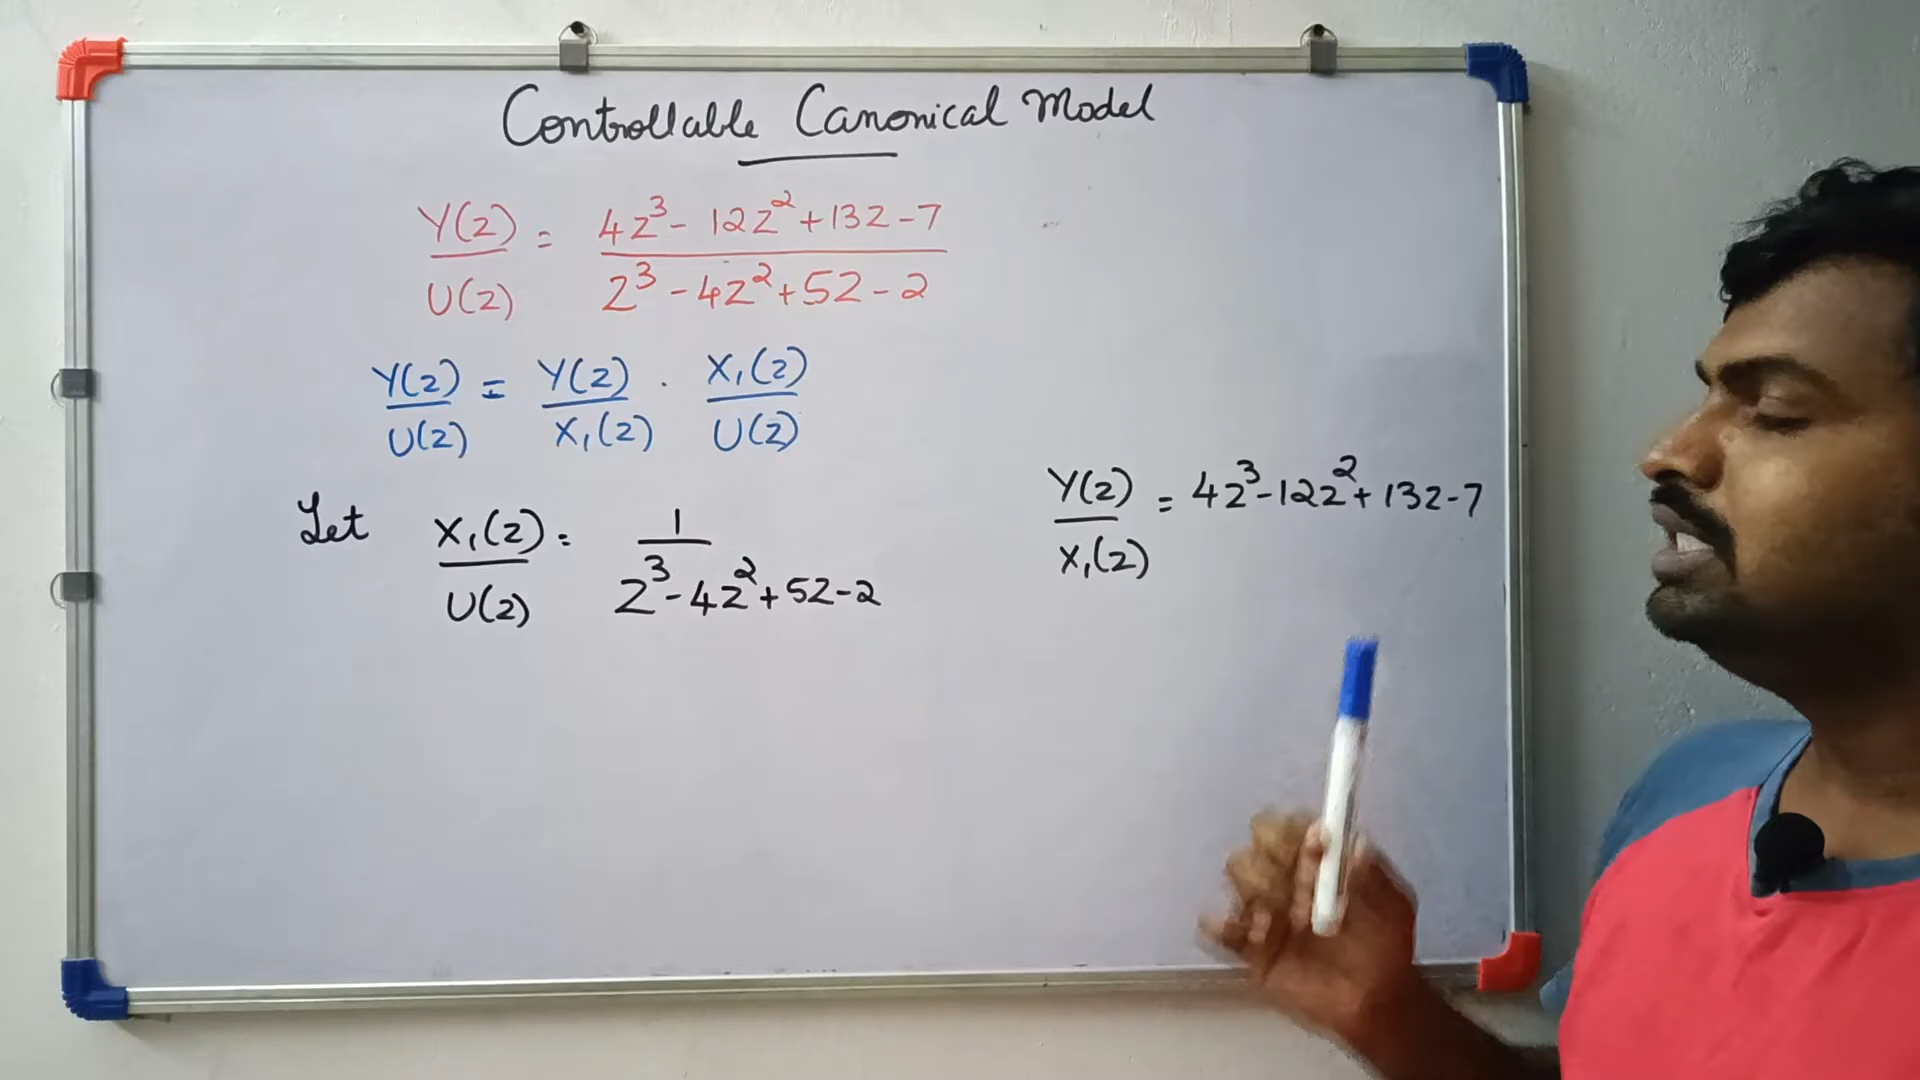 Controllable Canonical Model
Y(z)/U(z) = (4z³ - 12z² + 13z - 7)/(z³ - 4z² + 5z - 2)
Y(z)/U(z) = Y(z)/X₁(z) · X₁(z)/U(z)
Let X₁(z)/U(z) = 1/(z³ - 4z² + 5z - 2)
Y(z)/X₁(z) = 4z³ - 12z² + 13z - 7